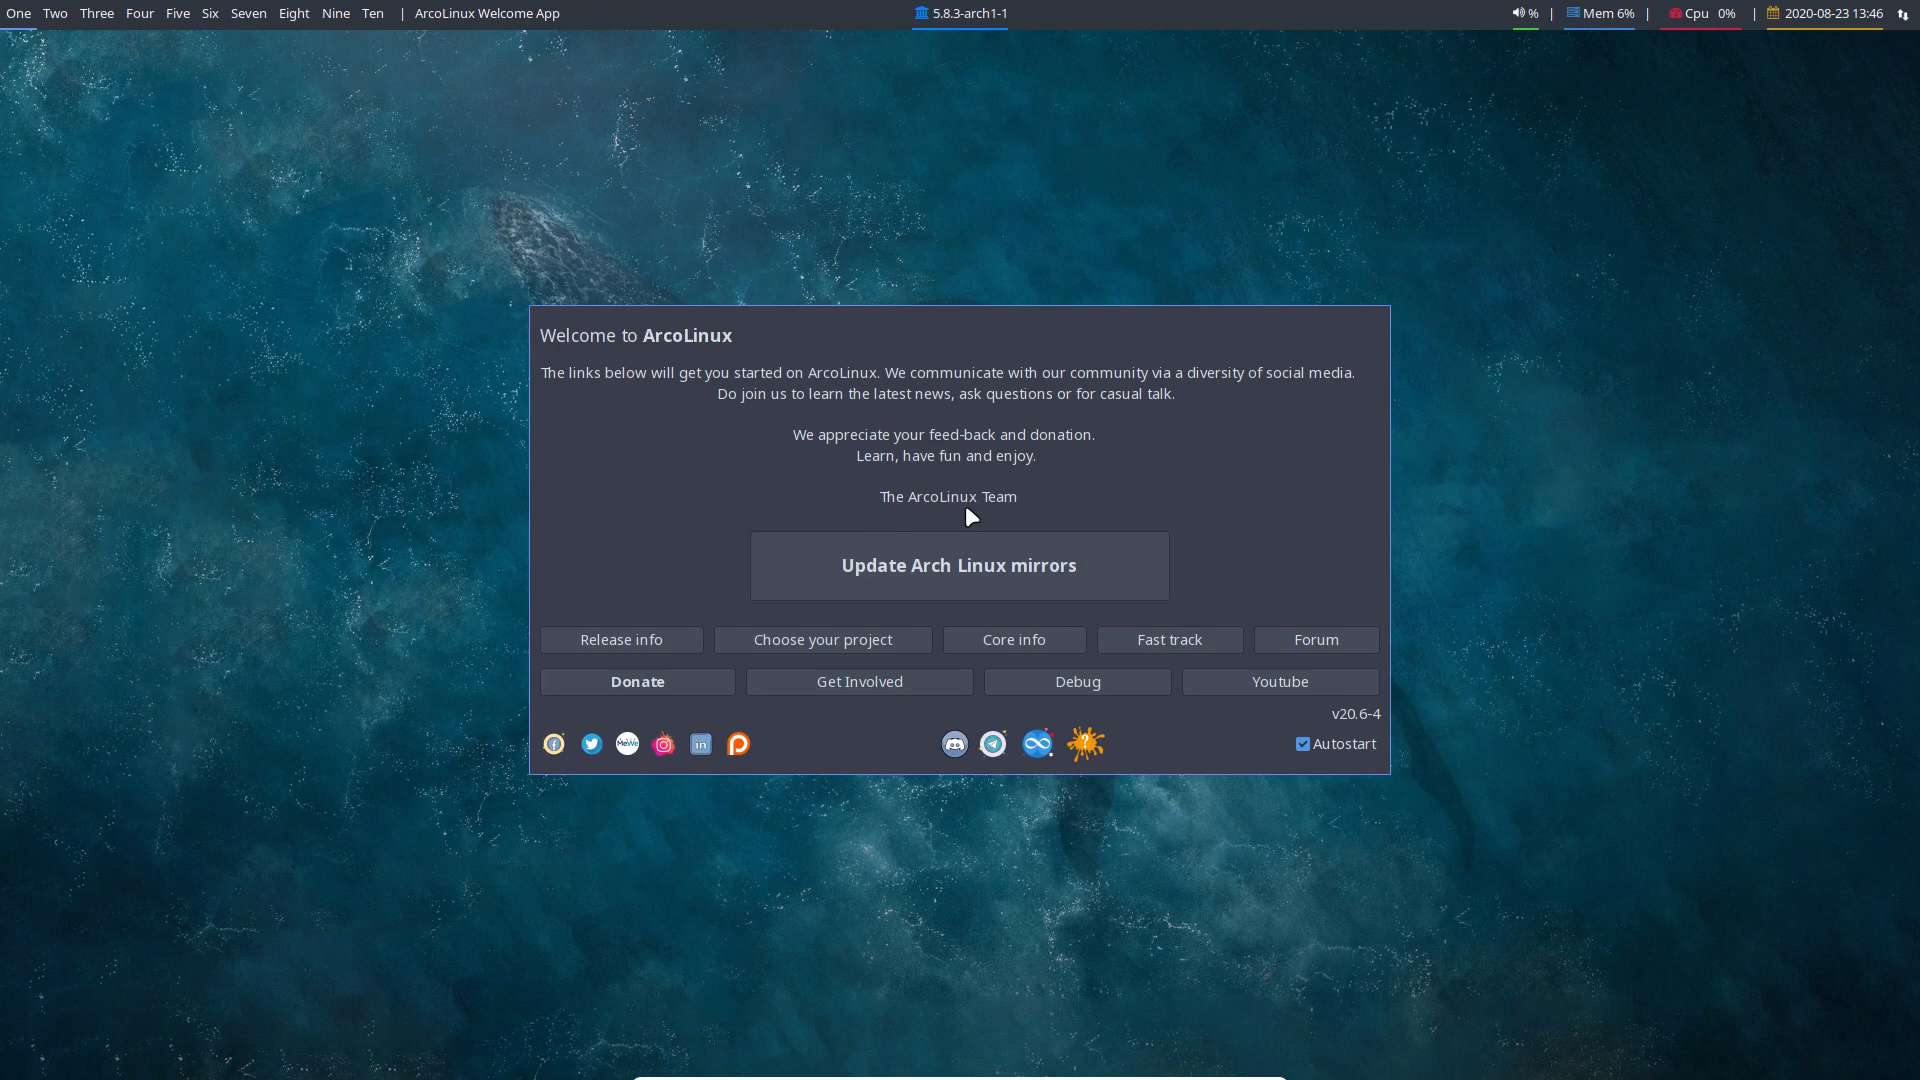 One Two Three Four Five Six Seven Eight Nine Ten | ArcoLinux Welcome App 5.8.3-arch1-1 % | Mem 6% | Cpu 0% | 2020-08-23 13:46
Welcome to ArcoLinux
The links below will get you started on ArcoLinux. We communicate with our community via a diversity of social media.
Do join us to learn the latest news, ask questions or for casual talk.
We appreciate your feed-back and donation.
Learn, have fun and enjoy.
The ArcoLinux Team
Update Arch Linux mirrors
Release info Choose your project Core info Fast track Forum
Donate Get Involved Debug Youtube
v20.6-4
f MeWe in ? Autostart